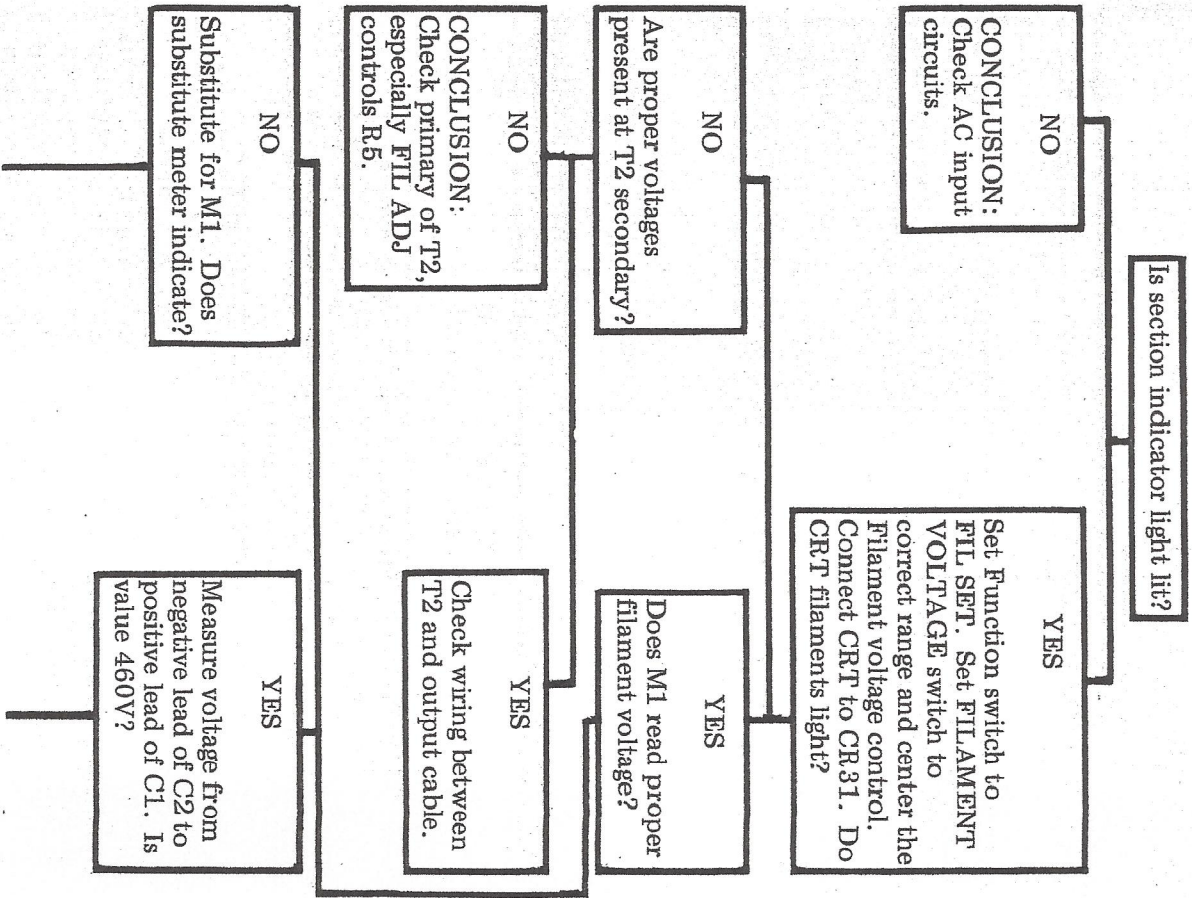 Is section indicator light lit?
NO
CONCLUSION:
Check AC input
circuits.
YES
Set Function switch to
FIL SET. Set FILAMENT
VOLTAGE switch to
correct range and center the
Filament voltage control.
Connect CRT to CR31. Do
CRT filaments light?
NO
Are proper voltages
present at T2 secondary?
YES
Does M1 read proper
filament voltage?
NO
CONCLUSION:
Check primary of T2,
especially FIL ADJ
controls R5.
YES
Check wiring between
T2 and output cable.
NO
Substitute for M1. Does
substitute meter indicate?
YES
Measure voltage from
negative lead of C2 to
positive lead of C1. Is
value 460V?